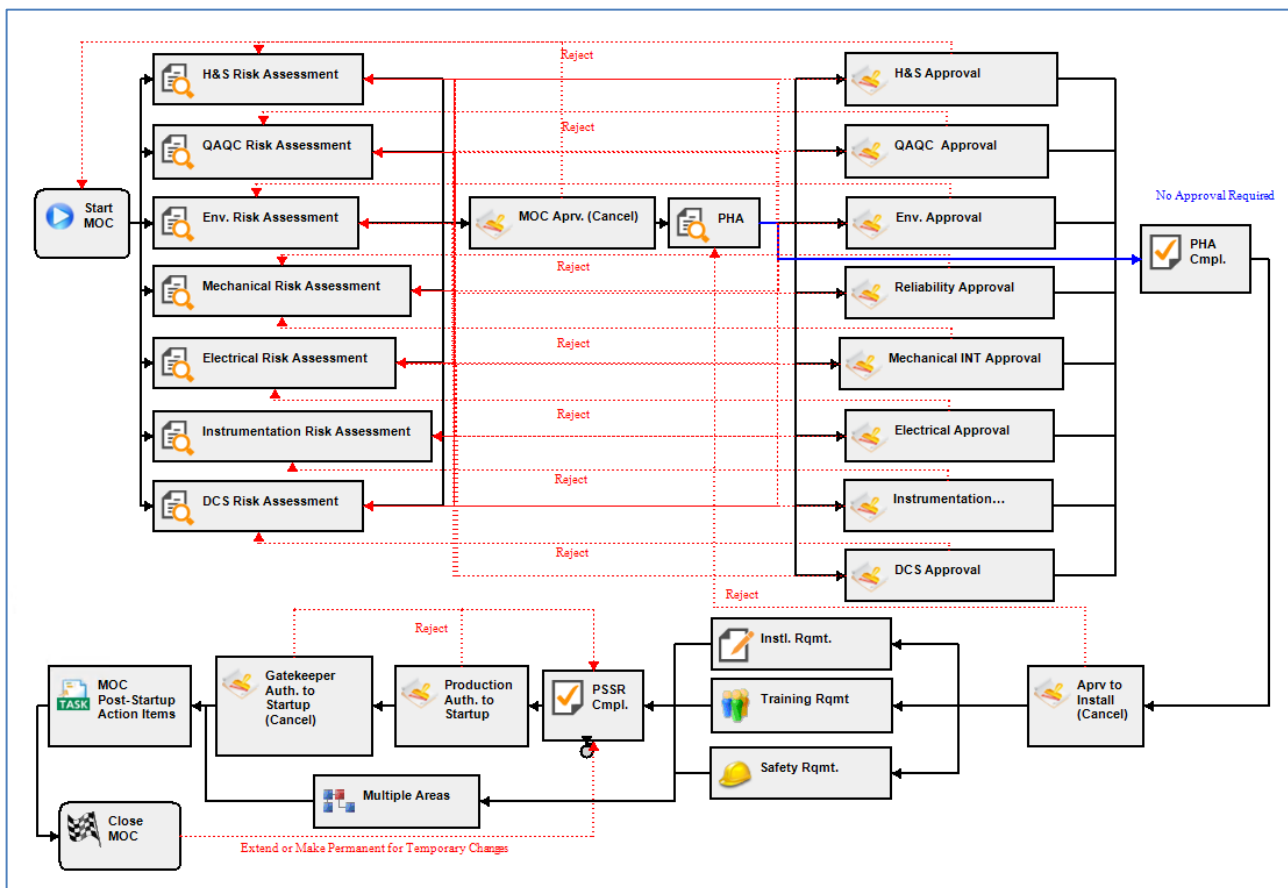 Reject
H&S Risk Assessment
H&S Approval
Reject
QAQC Risk Assessment
QAQC Approval
No Approval Required
Start
MOC
Env. Risk Assessment
MOC Aprv. (Cancel)
PHA
Env. Approval
PHA
Cmpl.
Reject
Mechanical Risk Assessment
Reliability Approval
Reject
Electrical Risk Assessment
Mechanical INT Approval
Reject
Instrumentation Risk Assessment
Electrical Approval
Reject
DCS Risk Assessment
Instrumentation...
Reject
DCS Approval
Reject
Reject
Instl. Rqmt.
MOC
Post-Startup
Action Items
TASK
Gatekeeper
Auth. to
Startup
(Cancel)
Production
Auth. to
Startup
PSSR
Cmpl.
Training Rqmt
Aprv to
Install
(Cancel)
Safety Rqmt.
Multiple Areas
Close
MOC
Extend or Make Permanent for Temporary Changes